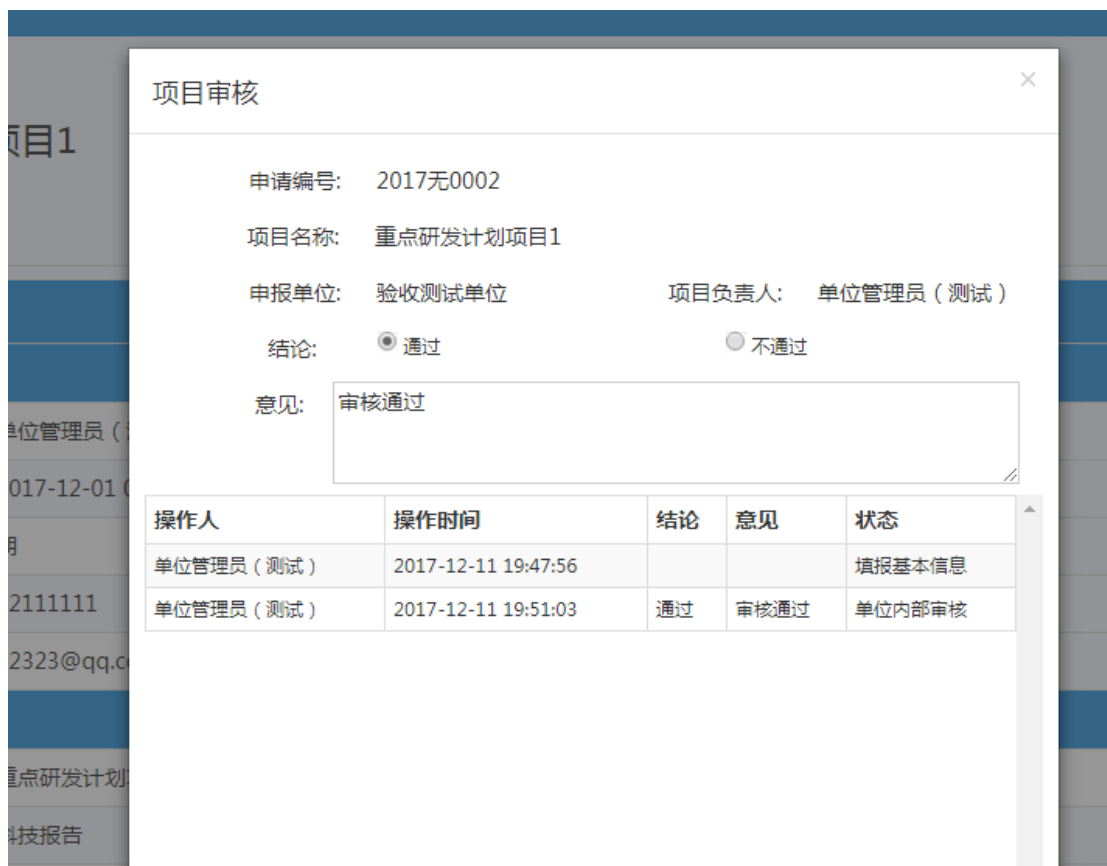 项目审核
×
项目1
申请编号: 2017无0002
项目名称: 重点研发计划项目1
申报单位: 验收测试单位 项目负责人: 单位管理员（测试）
结论: 通过 不通过
意见: 审核通过
单位管理员（
017-12-01
期
2111111
2323@qq.c
重点研发计划
科技报告
操作人 操作时间 结论 意见 状态
单位管理员（测试） 2017-12-11 19:47:56 填报基本信息
单位管理员（测试） 2017-12-11 19:51:03 通过 审核通过 单位内部审核